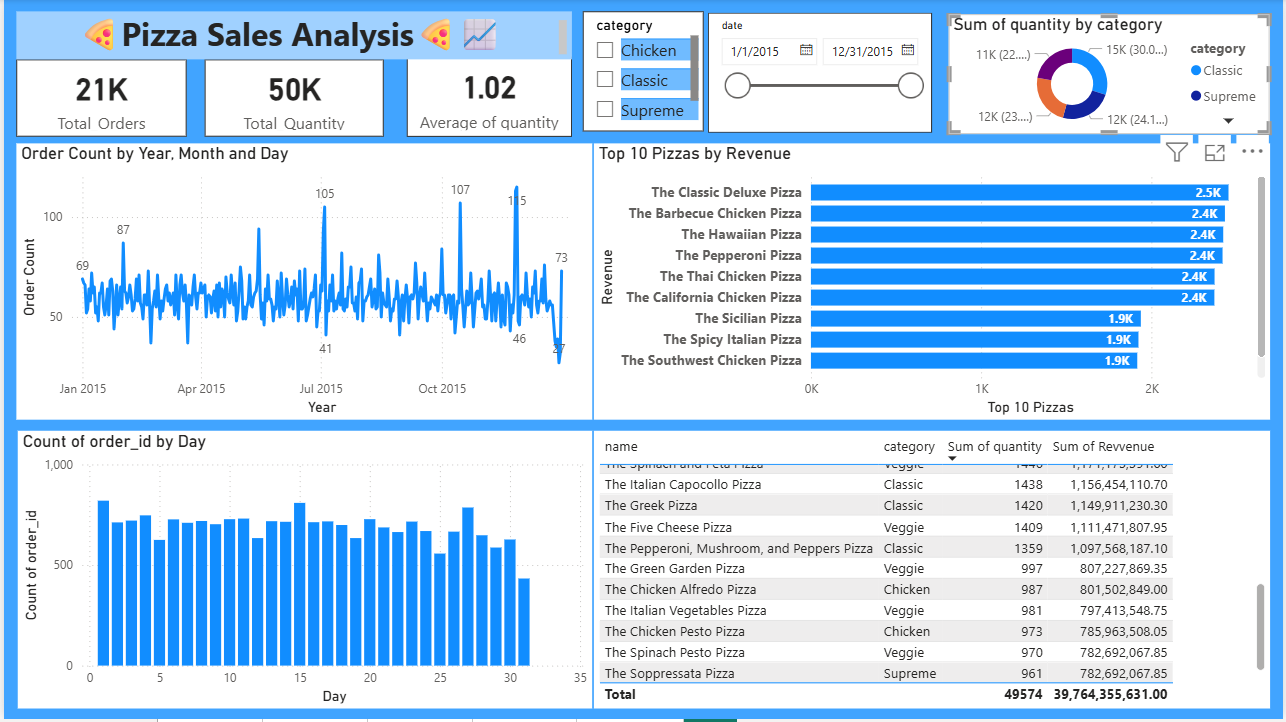 Pizza Sales Analysis
21K
Total Orders
50K
Total Quantity
1.02
Average of quantity
category
Chicken
Classic
Supreme
date
1/1/2015
12/31/2015
Sum of quantity by category
11K (22....)
15K (30.0...)
12K (23....)
12K (24.1...)
category
Classic
Supreme
Order Count by Year, Month and Day
Order Count
100
50
69
87
105
41
107
115
46
73
27
Jan 2015
Apr 2015
Jul 2015
Oct 2015
Year
Top 10 Pizzas by Revenue
Revenue
The Classic Deluxe Pizza 2.5K
The Barbecue Chicken Pizza 2.4K
The Hawaiian Pizza 2.4K
The Pepperoni Pizza 2.4K
The Thai Chicken Pizza 2.4K
The California Chicken Pizza 2.4K
The Sicilian Pizza 1.9K
The Spicy Italian Pizza 1.9K
The Southwest Chicken Pizza 1.9K
0K 1K 2K
Top 10 Pizzas
Count of order_id by Day
Count of order_id
1,000
500
0
0 5 10 15 20 25 30 35
Day
name category Sum of quantity Sum of Revvenue
The Spinach and Feta Pizza Veggie 1446
The Italian Capocollo Pizza Classic 1438 1,156,454,110.70
The Greek Pizza Classic 1420 1,149,911,230.30
The Five Cheese Pizza Veggie 1409 1,111,471,807.95
The Pepperoni, Mushroom, and Peppers Pizza Classic 1359 1,097,568,187.10
The Green Garden Pizza Veggie 997 807,227,869.35
The Chicken Alfredo Pizza Chicken 987 801,502,849.00
The Italian Vegetables Pizza Veggie 981 797,413,548.75
The Chicken Pesto Pizza Chicken 973 785,963,508.05
The Spinach Pesto Pizza Veggie 970 782,692,067.85
The Soppressata Pizza Supreme 961 782,692,067.85
Total 49574 39,764,355,631.00